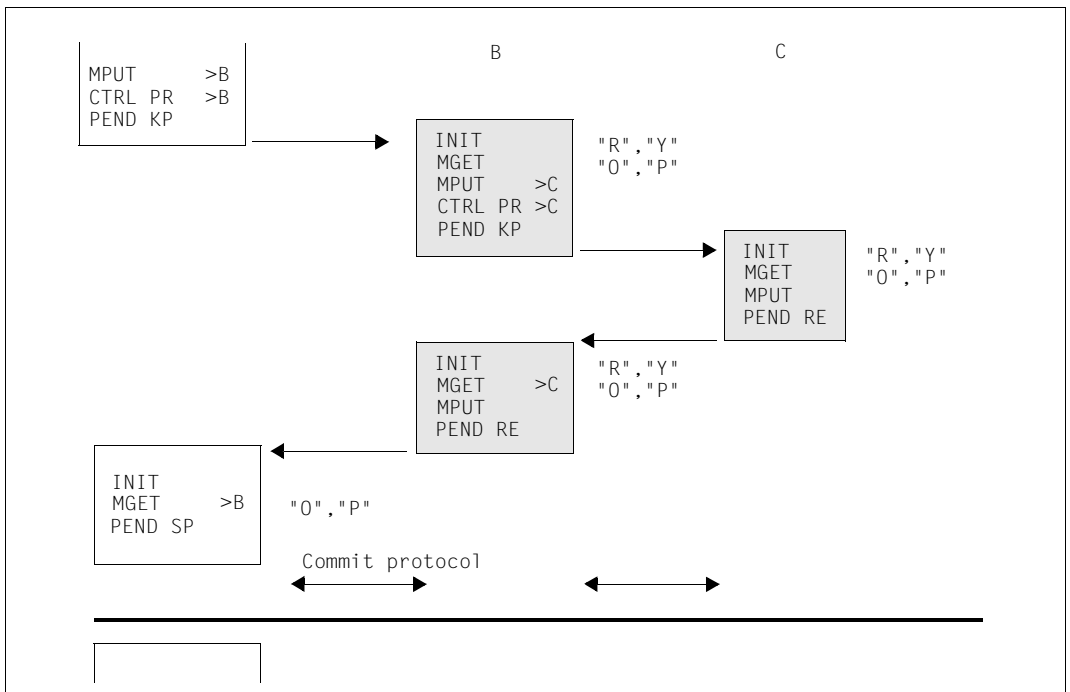 B
C
MPUT >B
CTRL PR >B
PEND KP
INIT
MGET
MPUT >C
CTRL PR >C
PEND KP
"R","Y"
"O","P"
INIT
MGET
MPUT
PEND RE
"R","Y"
"O","P"
INIT
MGET >C
MPUT
PEND RE
"R","Y"
"O","P"
INIT
MGET >B
PEND SP
"O","P"
Commit protocol